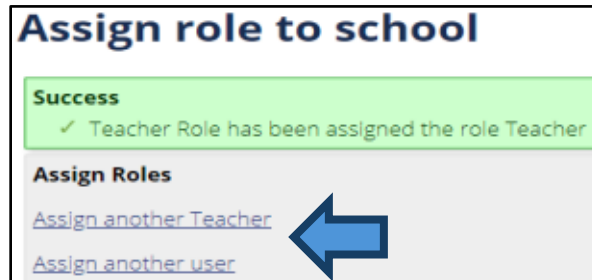 Assign role to school
Success
✓ Teacher Role has been assigned the role Teacher
Assign Roles
Assign another Teacher
Assign another user